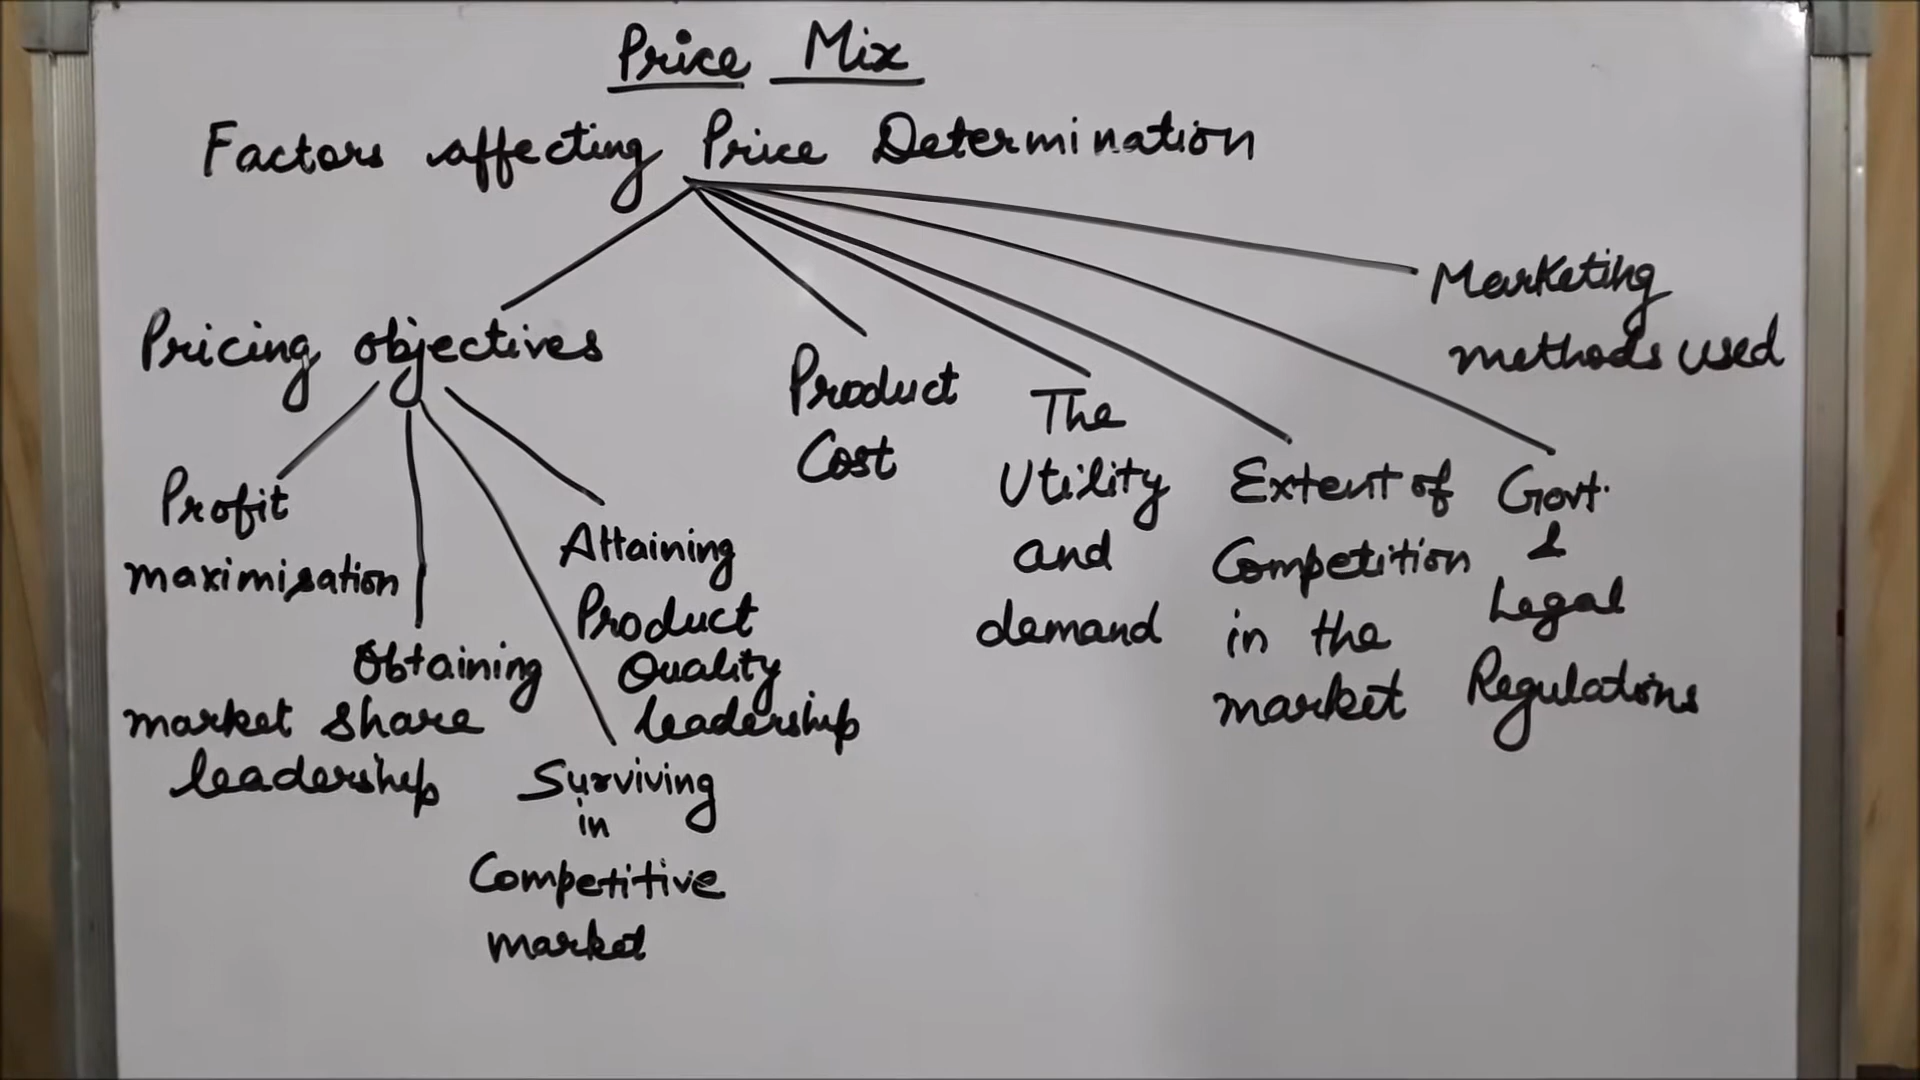 Price Mix
Factors affecting Price Determination
Pricing objectives
Profit
maximisation
Obtaining
market share
leadership
Surviving
in
Competitive
market
Attaining
Product
Quality
leadership
Product
Cost
The
Utility
and
demand
Extent of
Competition
in the
market
Govt.
&
Legal
Regulations
Marketing
methods used